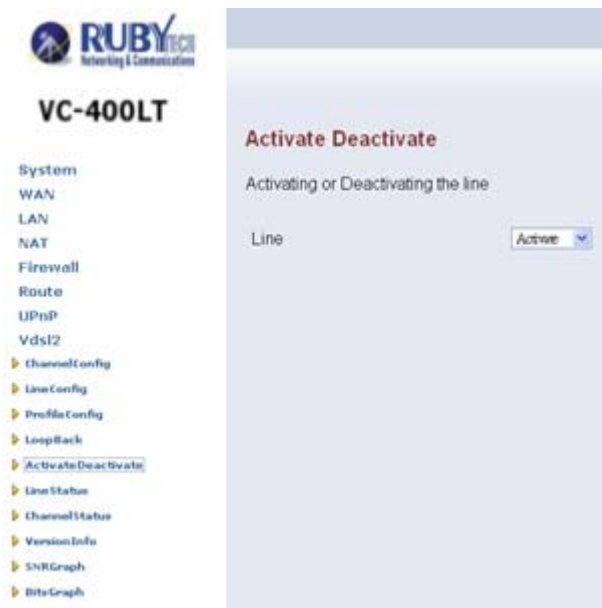 RUBYTECH
Networking & Communications
VC-400LT
System
WAN
LAN
NAT
Firewall
Route
UPnP
Vdsl2
ChannelConfig
LineConfig
ProfileConfig
LoopBack
ActivateDeactivate
LineStatus
ChannelStatus
VersionInfo
SNRGraph
BitsGraph
Activate Deactivate
Activating or Deactivating the line
Line Active